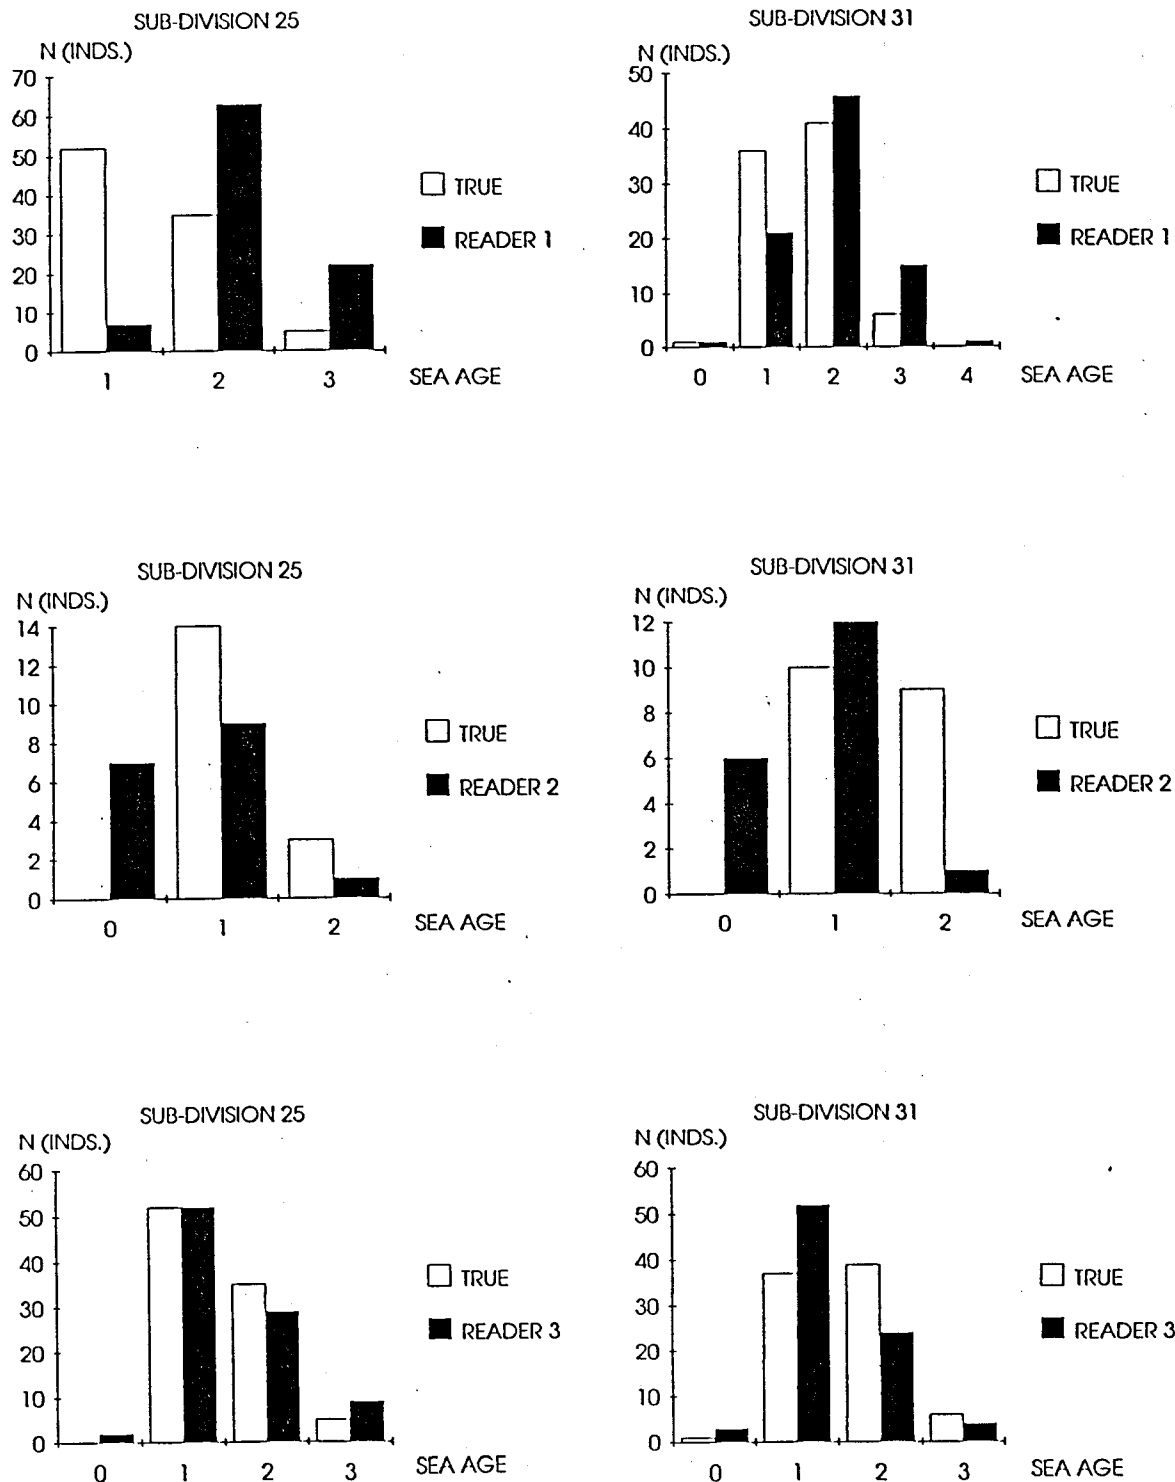 SUB-DIVISION 25
N (INDS.)
70
60
50
40
30
20
10
0
1 2 3 SEA AGE
TRUE
READER 1
SUB-DIVISION 31
N (INDS.)
50
40
30
20
10
0
0 1 2 3 4 SEA AGE
TRUE
READER 1
SUB-DIVISION 25
N (INDS.)
14
12
10
8
6
4
2
0
0 1 2 SEA AGE
TRUE
READER 2
SUB-DIVISION 31
N (INDS.)
12
10
8
6
4
2
0
0 1 2 SEA AGE
TRUE
READER 2
SUB-DIVISION 25
N (INDS.)
60
50
40
30
20
10
0
0 1 2 3 SEA AGE
TRUE
READER 3
SUB-DIVISION 31
N (INDS.)
60
50
40
30
20
10
0
0 1 2 3 SEA AGE
TRUE
READER 3